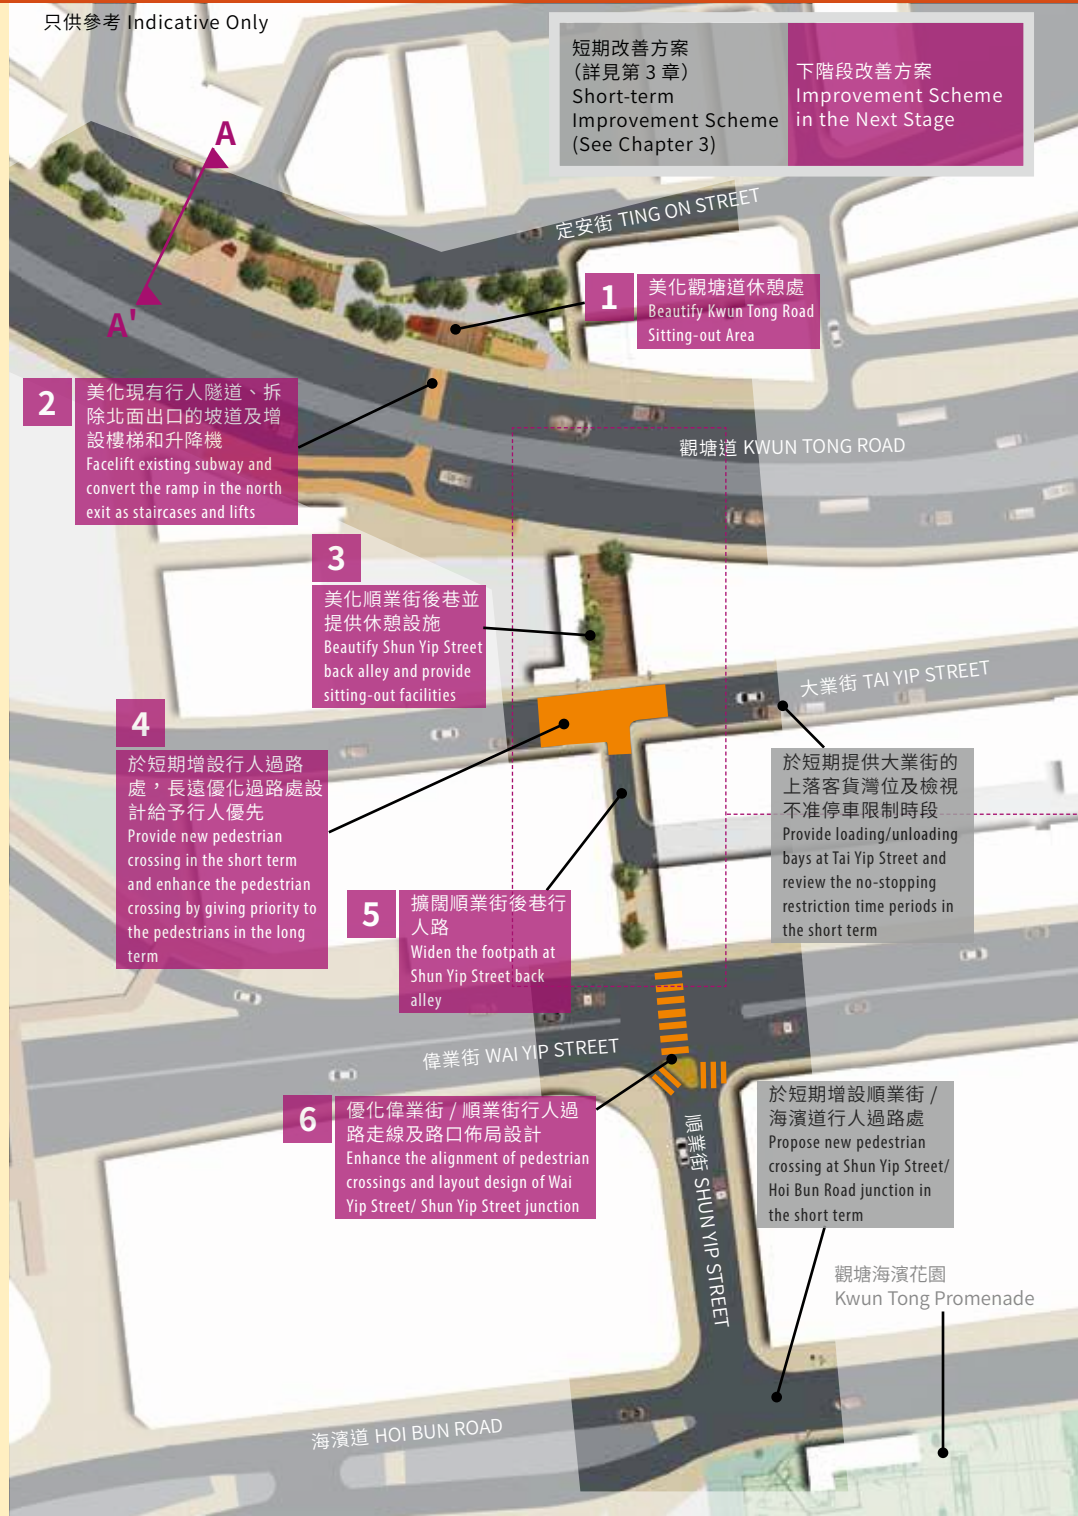 只供參考 Indicative Only
短期改善方案
（詳見第 3 章）
Short-term
Improvement Scheme
(See Chapter 3)
下階段改善方案
Improvement Scheme
in the Next Stage
A
A'
定安街 TING ON STREET
1
美化觀塘道休憩處
Beautify Kwun Tong Road
Sitting-out Area
2
美化現有行人隧道、拆
除北面出口的坡道及增
設樓梯和升降機
Facelift existing subway and
convert the ramp in the north
exit as staircases and lifts
觀塘道 KWUN TONG ROAD
3
美化順業街後巷並
提供休憩設施
Beautify Shun Yip Street
back alley and provide
sitting-out facilities
大業街 TAI YIP STREET
4
於短期增設行人過路
處，長遠優化過路處設
計給予行人優先
Provide new pedestrian
crossing in the short term
and enhance the pedestrian
crossing by giving priority to
the pedestrians in the long
term
於短期提供大業街的
上落客貨灣位及檢視
不准停車限制時段
Provide loading/unloading
bays at Tai Yip Street and
review the no-stopping
restriction time periods in
the short term
5
擴闊順業街後巷行
人路
Widen the footpath at
Shun Yip Street back
alley
偉業街 WAI YIP STREET
6
優化偉業街 / 順業街行人過
路走線及路口佈局設計
Enhance the alignment of pedestrian
crossings and layout design of Wai
Yip Street/ Shun Yip Street junction
順業街 SHUN YIP STREET
於短期增設順業街 /
海濱道行人過路處
Propose new pedestrian
crossing at Shun Yip Street/
Hoi Bun Road junction in
the short term
觀塘海濱花園
Kwun Tong Promenade
海濱道 HOI BUN ROAD